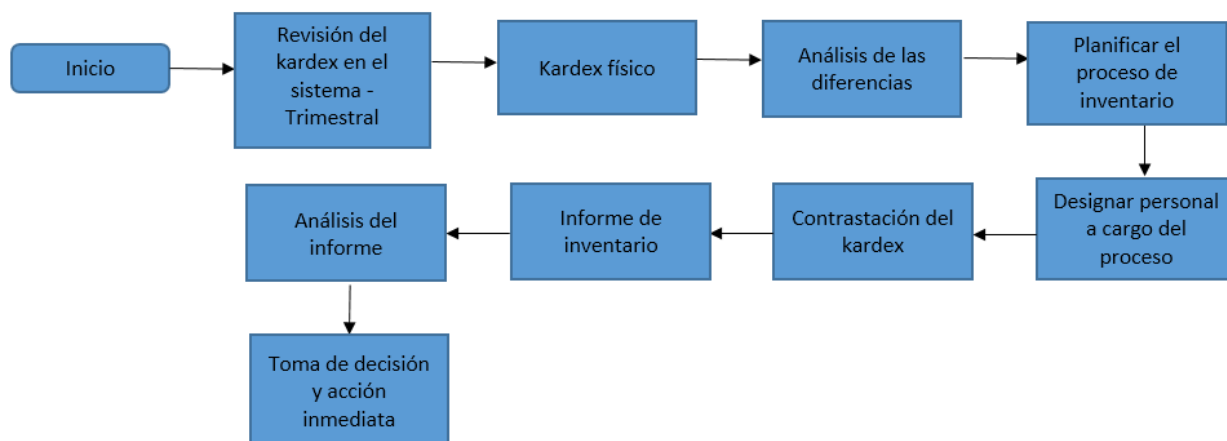 Inicio
Revisión del
kardex en el
sistema -
Trimestral
Kardex físico
Análisis de las
diferencias
Planificar el
proceso de
inventario
Designar personal
a cargo del
proceso
Contrastación del
kardex
Informe de
inventario
Análisis del
informe
Toma de decisión
y acción
inmediata